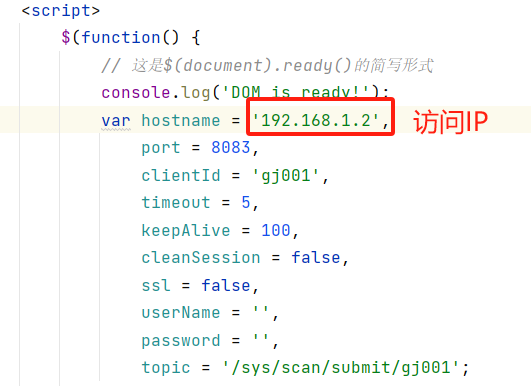 <script>
$(function() {
// 这是$(document).ready()的简写形式
console.log('DOM is ready!');
var hostname = '192.168.1.2', 访问IP
port = 8083,
clientId = 'gj001',
timeout = 5,
keepAlive = 100,
cleanSession = false,
ssl = false,
userName = '',
password = '',
topic = '/sys/scan/submit/gj001';